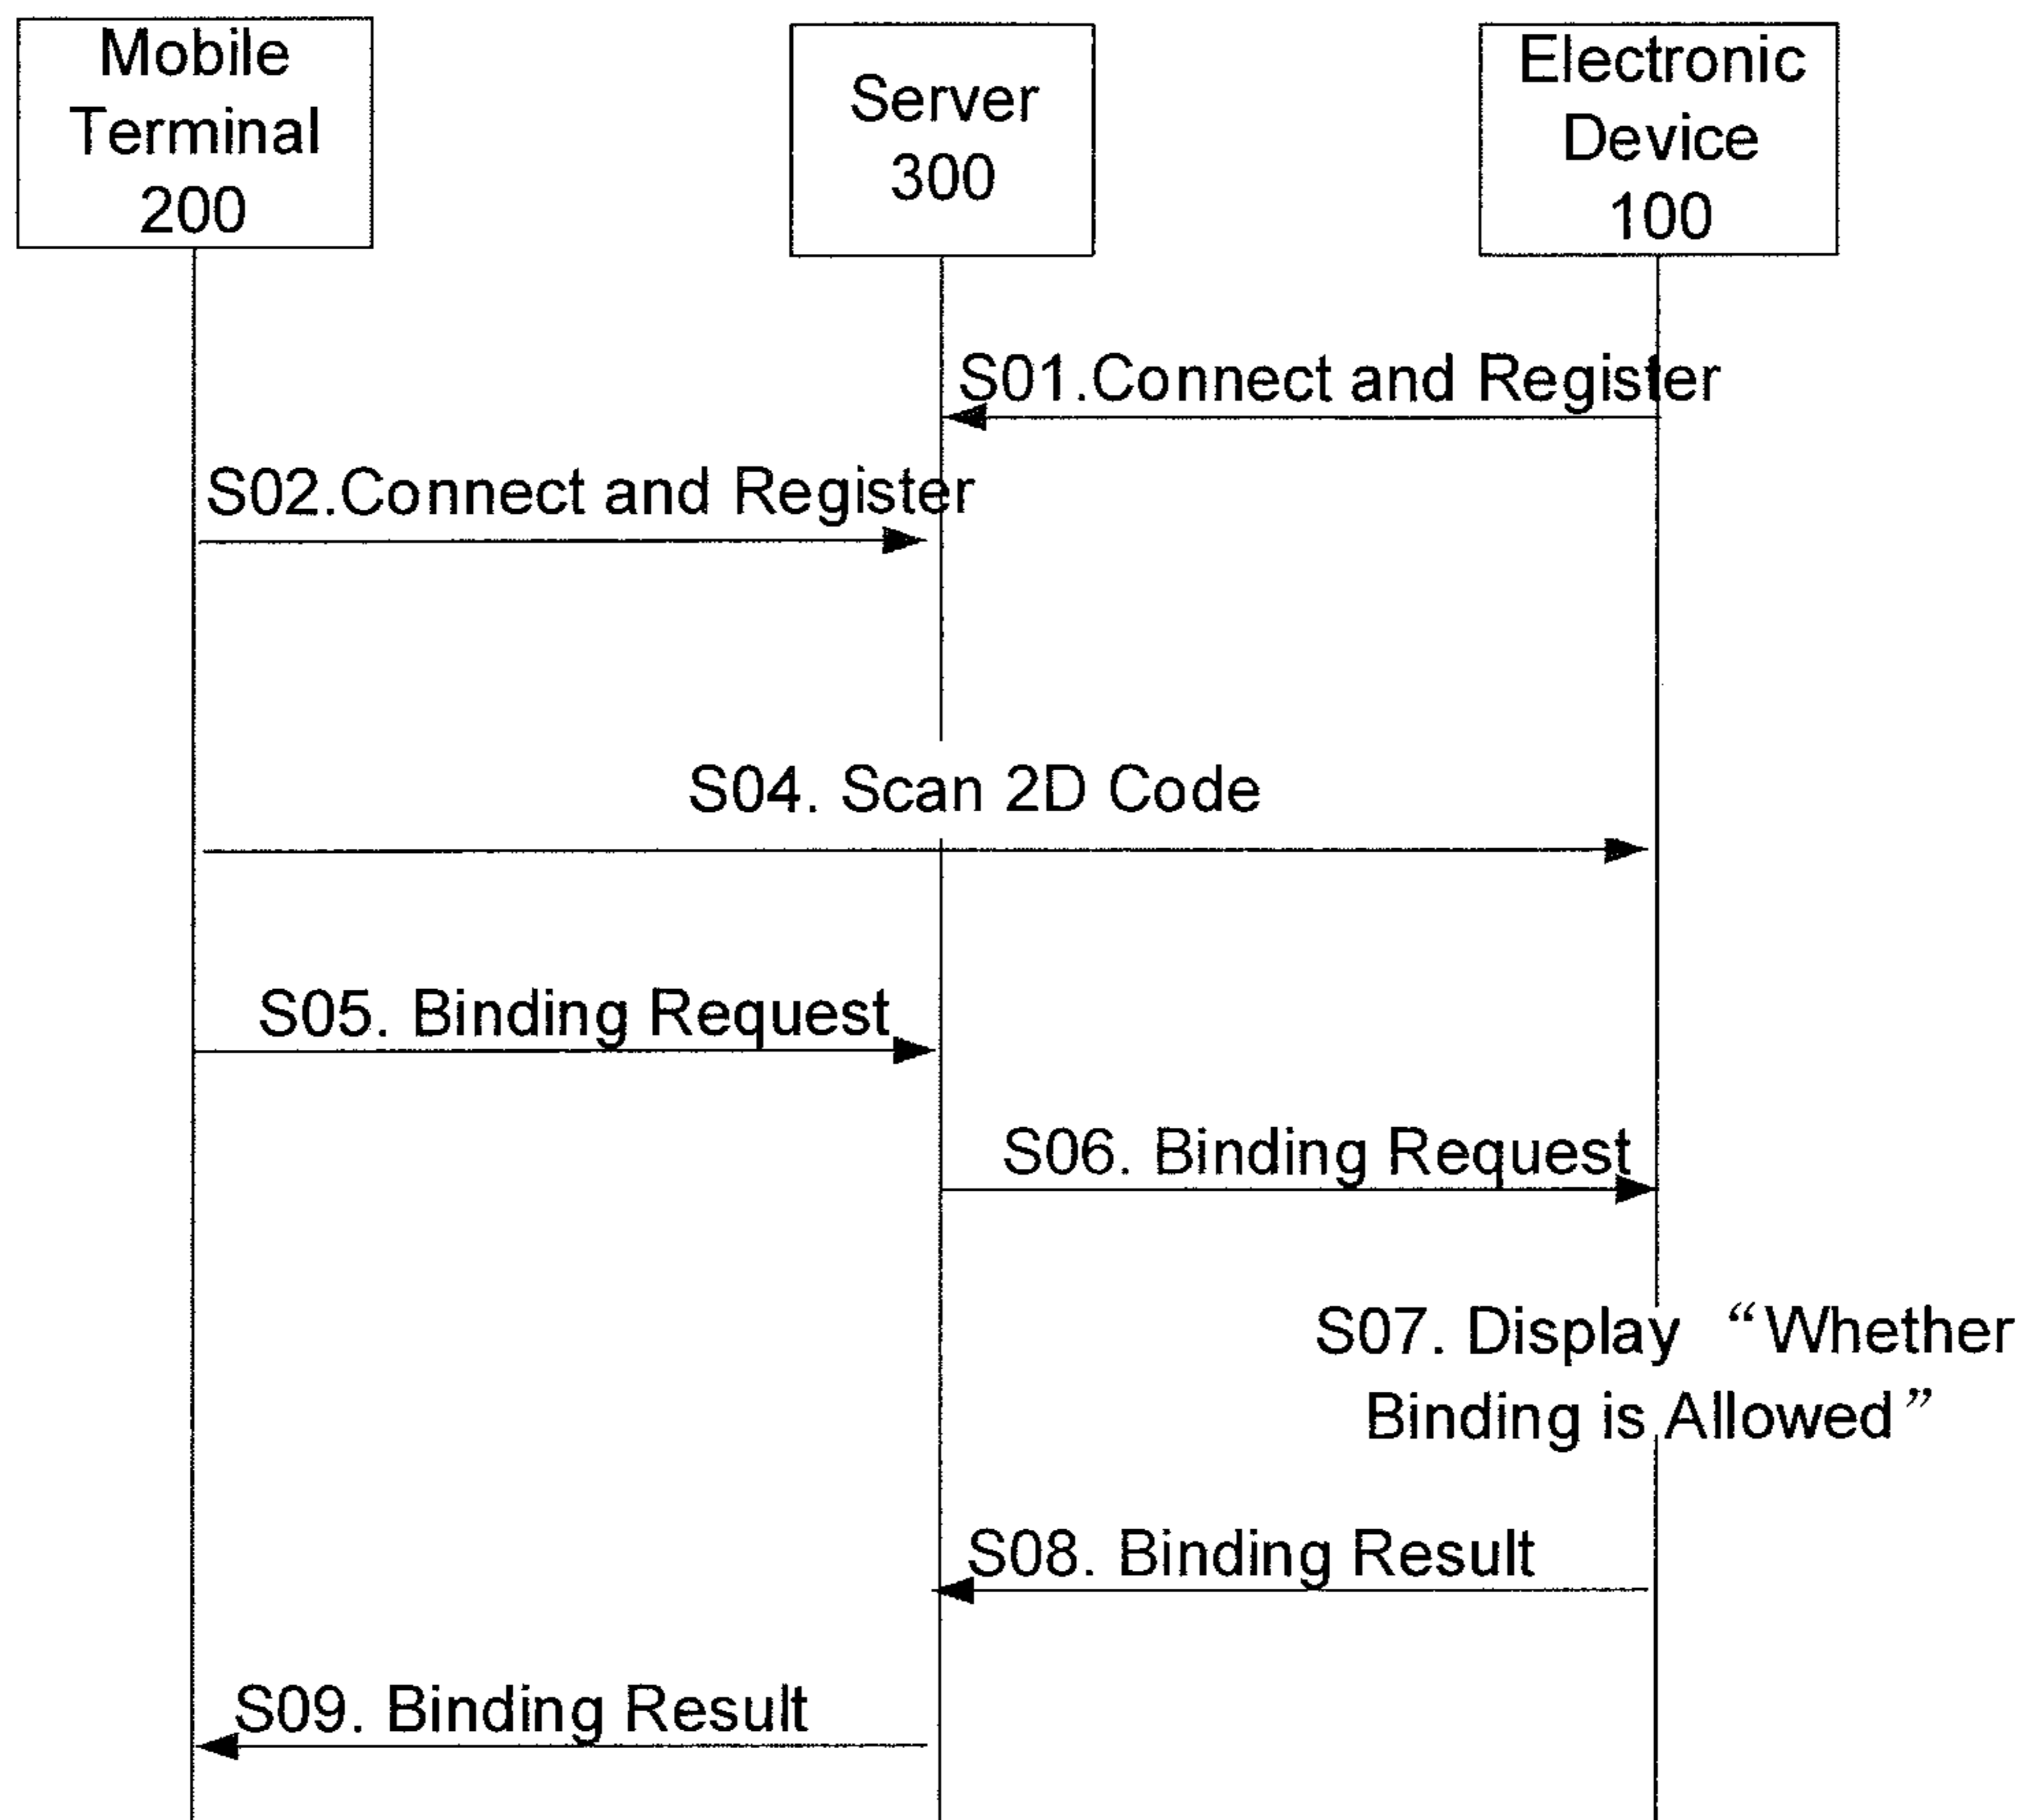 Mobile
Terminal
200
Server
300
Electronic
Device
100
S01.Connect and Register
S02.Connect and Register
S04. Scan 2D Code
S05. Binding Request
S06. Binding Request
S07. Display “Whether
Binding is Allowed”
S08. Binding Result
S09. Binding Result